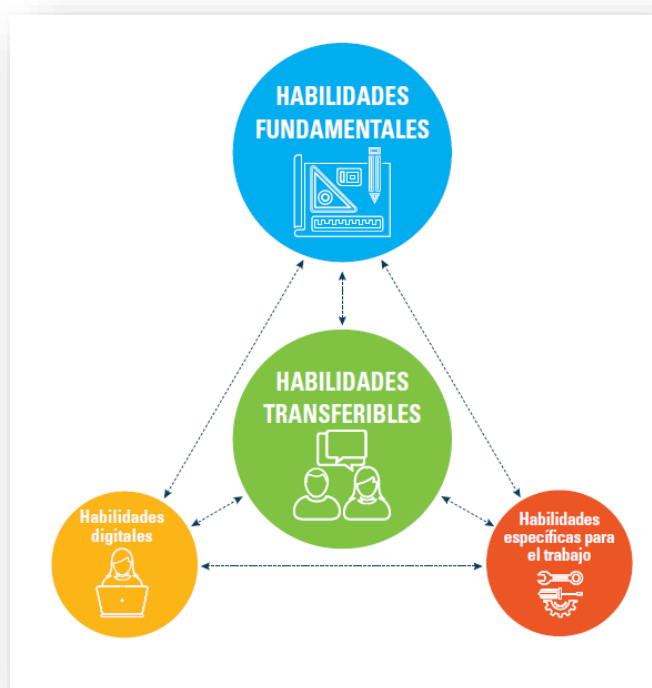 HABILIDADES
FUNDAMENTALES
HABILIDADES
TRANSFERIBLES
Habilidades
digitales
Habilidades
específicas para
el trabajo